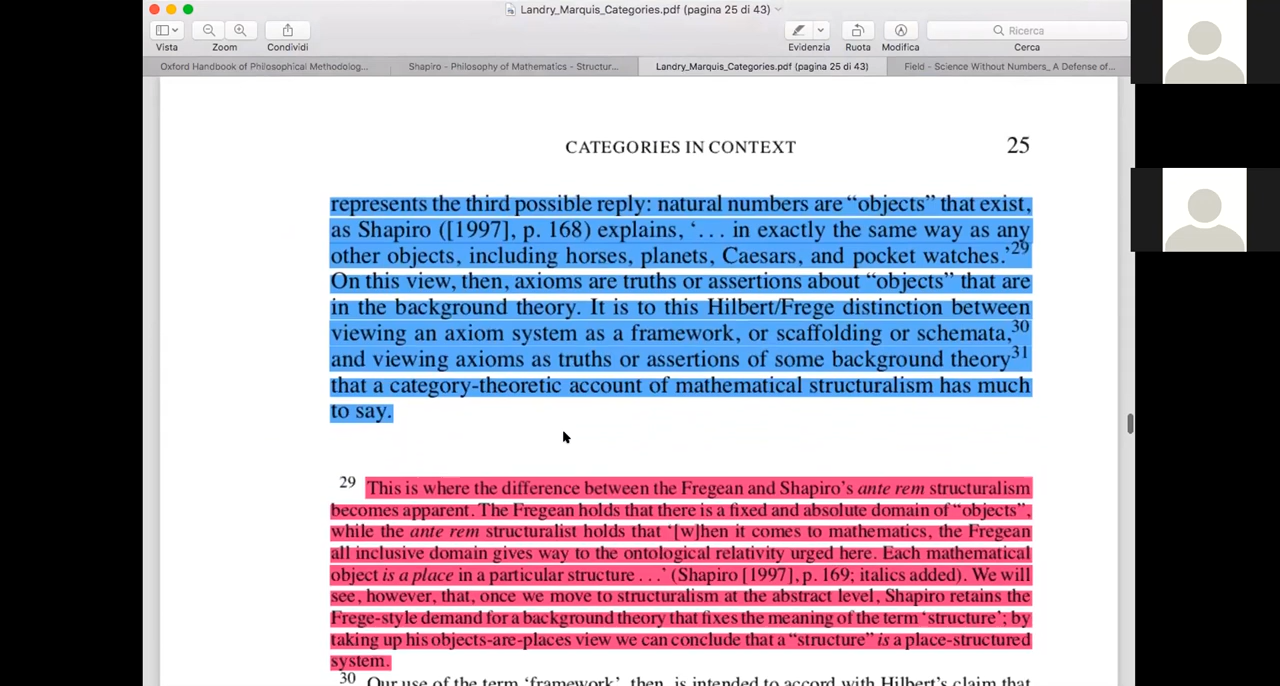 Landry_Marquis_Categories.pdf (pagina 25 di 43)
Vista
Zoom
Condividi
Evidenzia
Ruota
Modifica
Ricerca
Cerca
Oxford Handbook of Philosophical Methodolog...
Shapiro - Philosophy of Mathematics - Structur...
Landry_Marquis_Categories.pdf (pagina 25 di 43)
Field - Science Without Numbers_ A Defense of...
CATEGORIES IN CONTEXT
25
represents the third possible reply: natural numbers are “objects” that exist,
as Shapiro ([1997], p. 168) explains, ‘. . . in exactly the same way as any
other objects, including horses, planets, Caesars, and pocket watches.’29
On this view, then, axioms are truths or assertions about “objects” that are
in the background theory. It is to this Hilbert/Frege distinction between
viewing an axiom system as a framework, or scaffolding or schemata,30
and viewing axioms as truths or assertions of some background theory31
that a category-theoretic account of mathematical structuralism has much
to say.
29 This is where the difference between the Fregean and Shapiro’s ante rem structuralism
becomes apparent. The Fregean holds that there is a fixed and absolute domain of “objects”,
while the ante rem structuralist holds that ‘[w]hen it comes to mathematics, the Fregean
all inclusive domain gives way to the ontological relativity urged here. Each mathematical
object is a place in a particular structure . . .’ (Shapiro [1997], p. 169; italics added). We will
see, however, that, once we move to structuralism at the abstract level, Shapiro retains the
Frege-style demand for a background theory that fixes the meaning of the term ‘structure’; by
taking up his objects-are-places view we can conclude that a “structure” is a place-structured
system.
30 Our use of the term ‘framework’, then, is intended to accord with Hilbert’s claim that